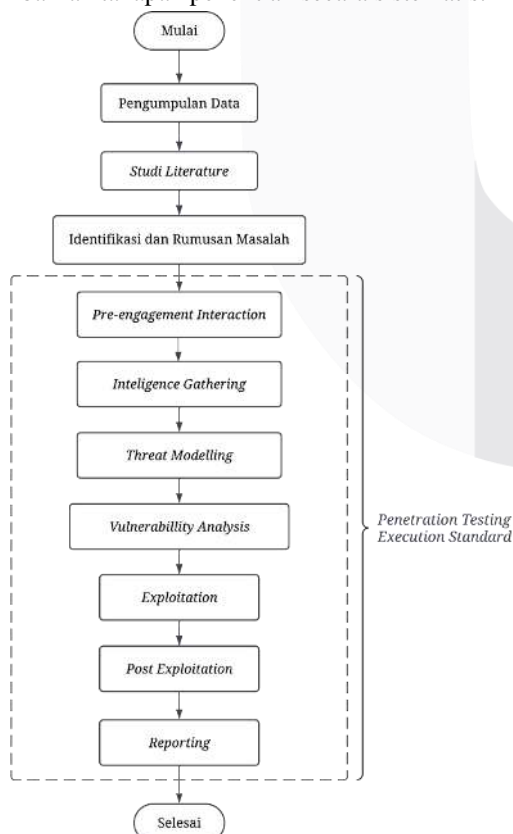 Mulai
Pengumpulan Data
Studi Literature
Identifikasi dan Rumusan Masalah
Pre-engagement Interaction
Inteligence Gathering
Threat Modelling
Vulnerabillity Analysis
Penetration Testing
Execution Standard
Exploitation
Post Exploitation
Reporting
Selesai